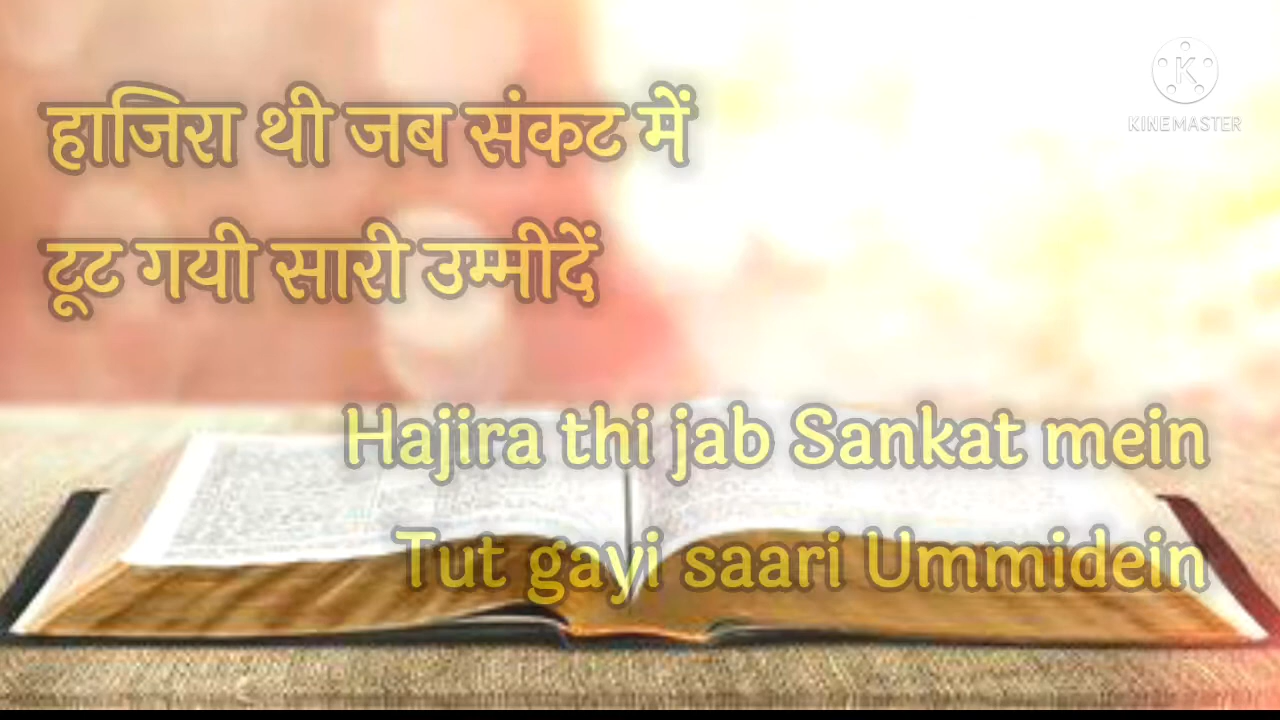 हाजिरा थी जब संकट में
टूट गयी सारी उम्मीदें
Hajira thi jab Sankat mein
Tut gayi saari Ummidein
K
KINEMASTER